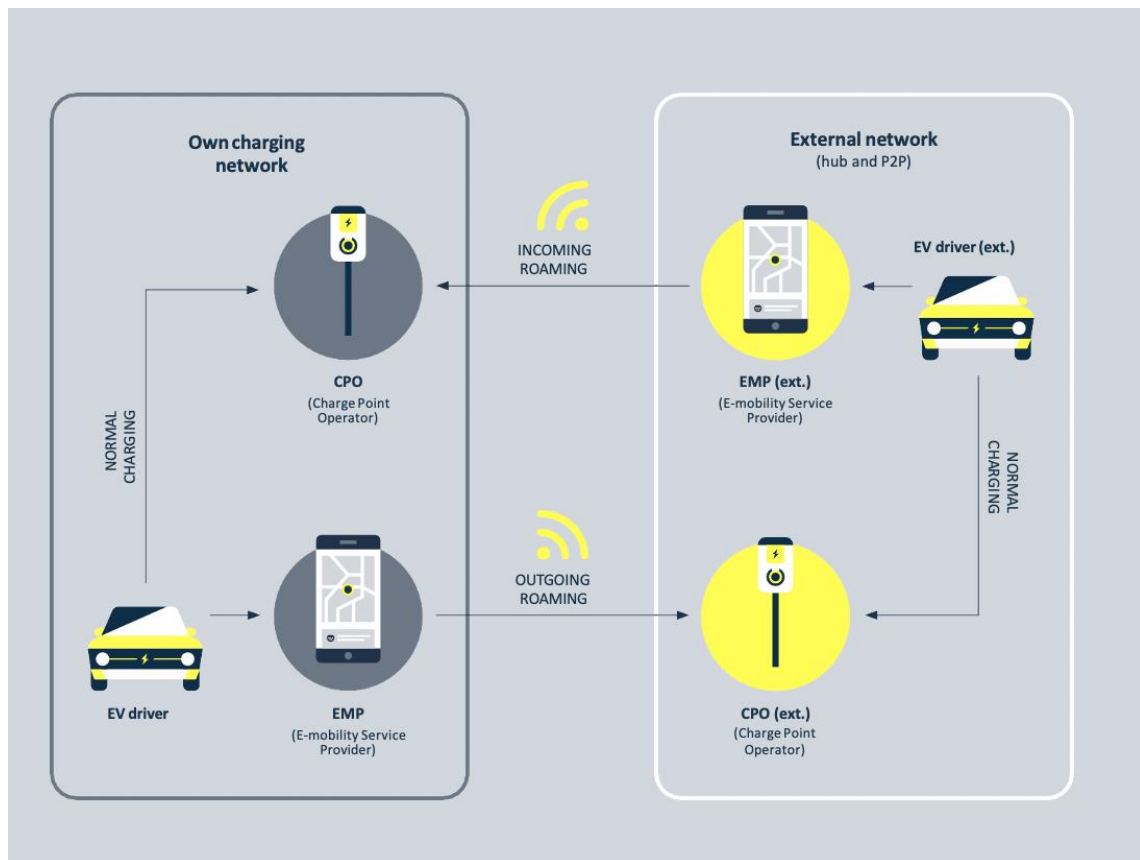 Own charging
network
CPO
(Charge Point
Operator)
NORMAL
CHARGING
EV driver
EMP
(E-mobility Service
Provider)
INCOMING
ROAMING
OUTGOING
ROAMING
External network
(hub and P2P)
EV driver (ext.)
EMP (ext.)
(E-mobility Service
Provider)
NORMAL
CHARGING
CPO (ext.)
(Charge Point
Operator)